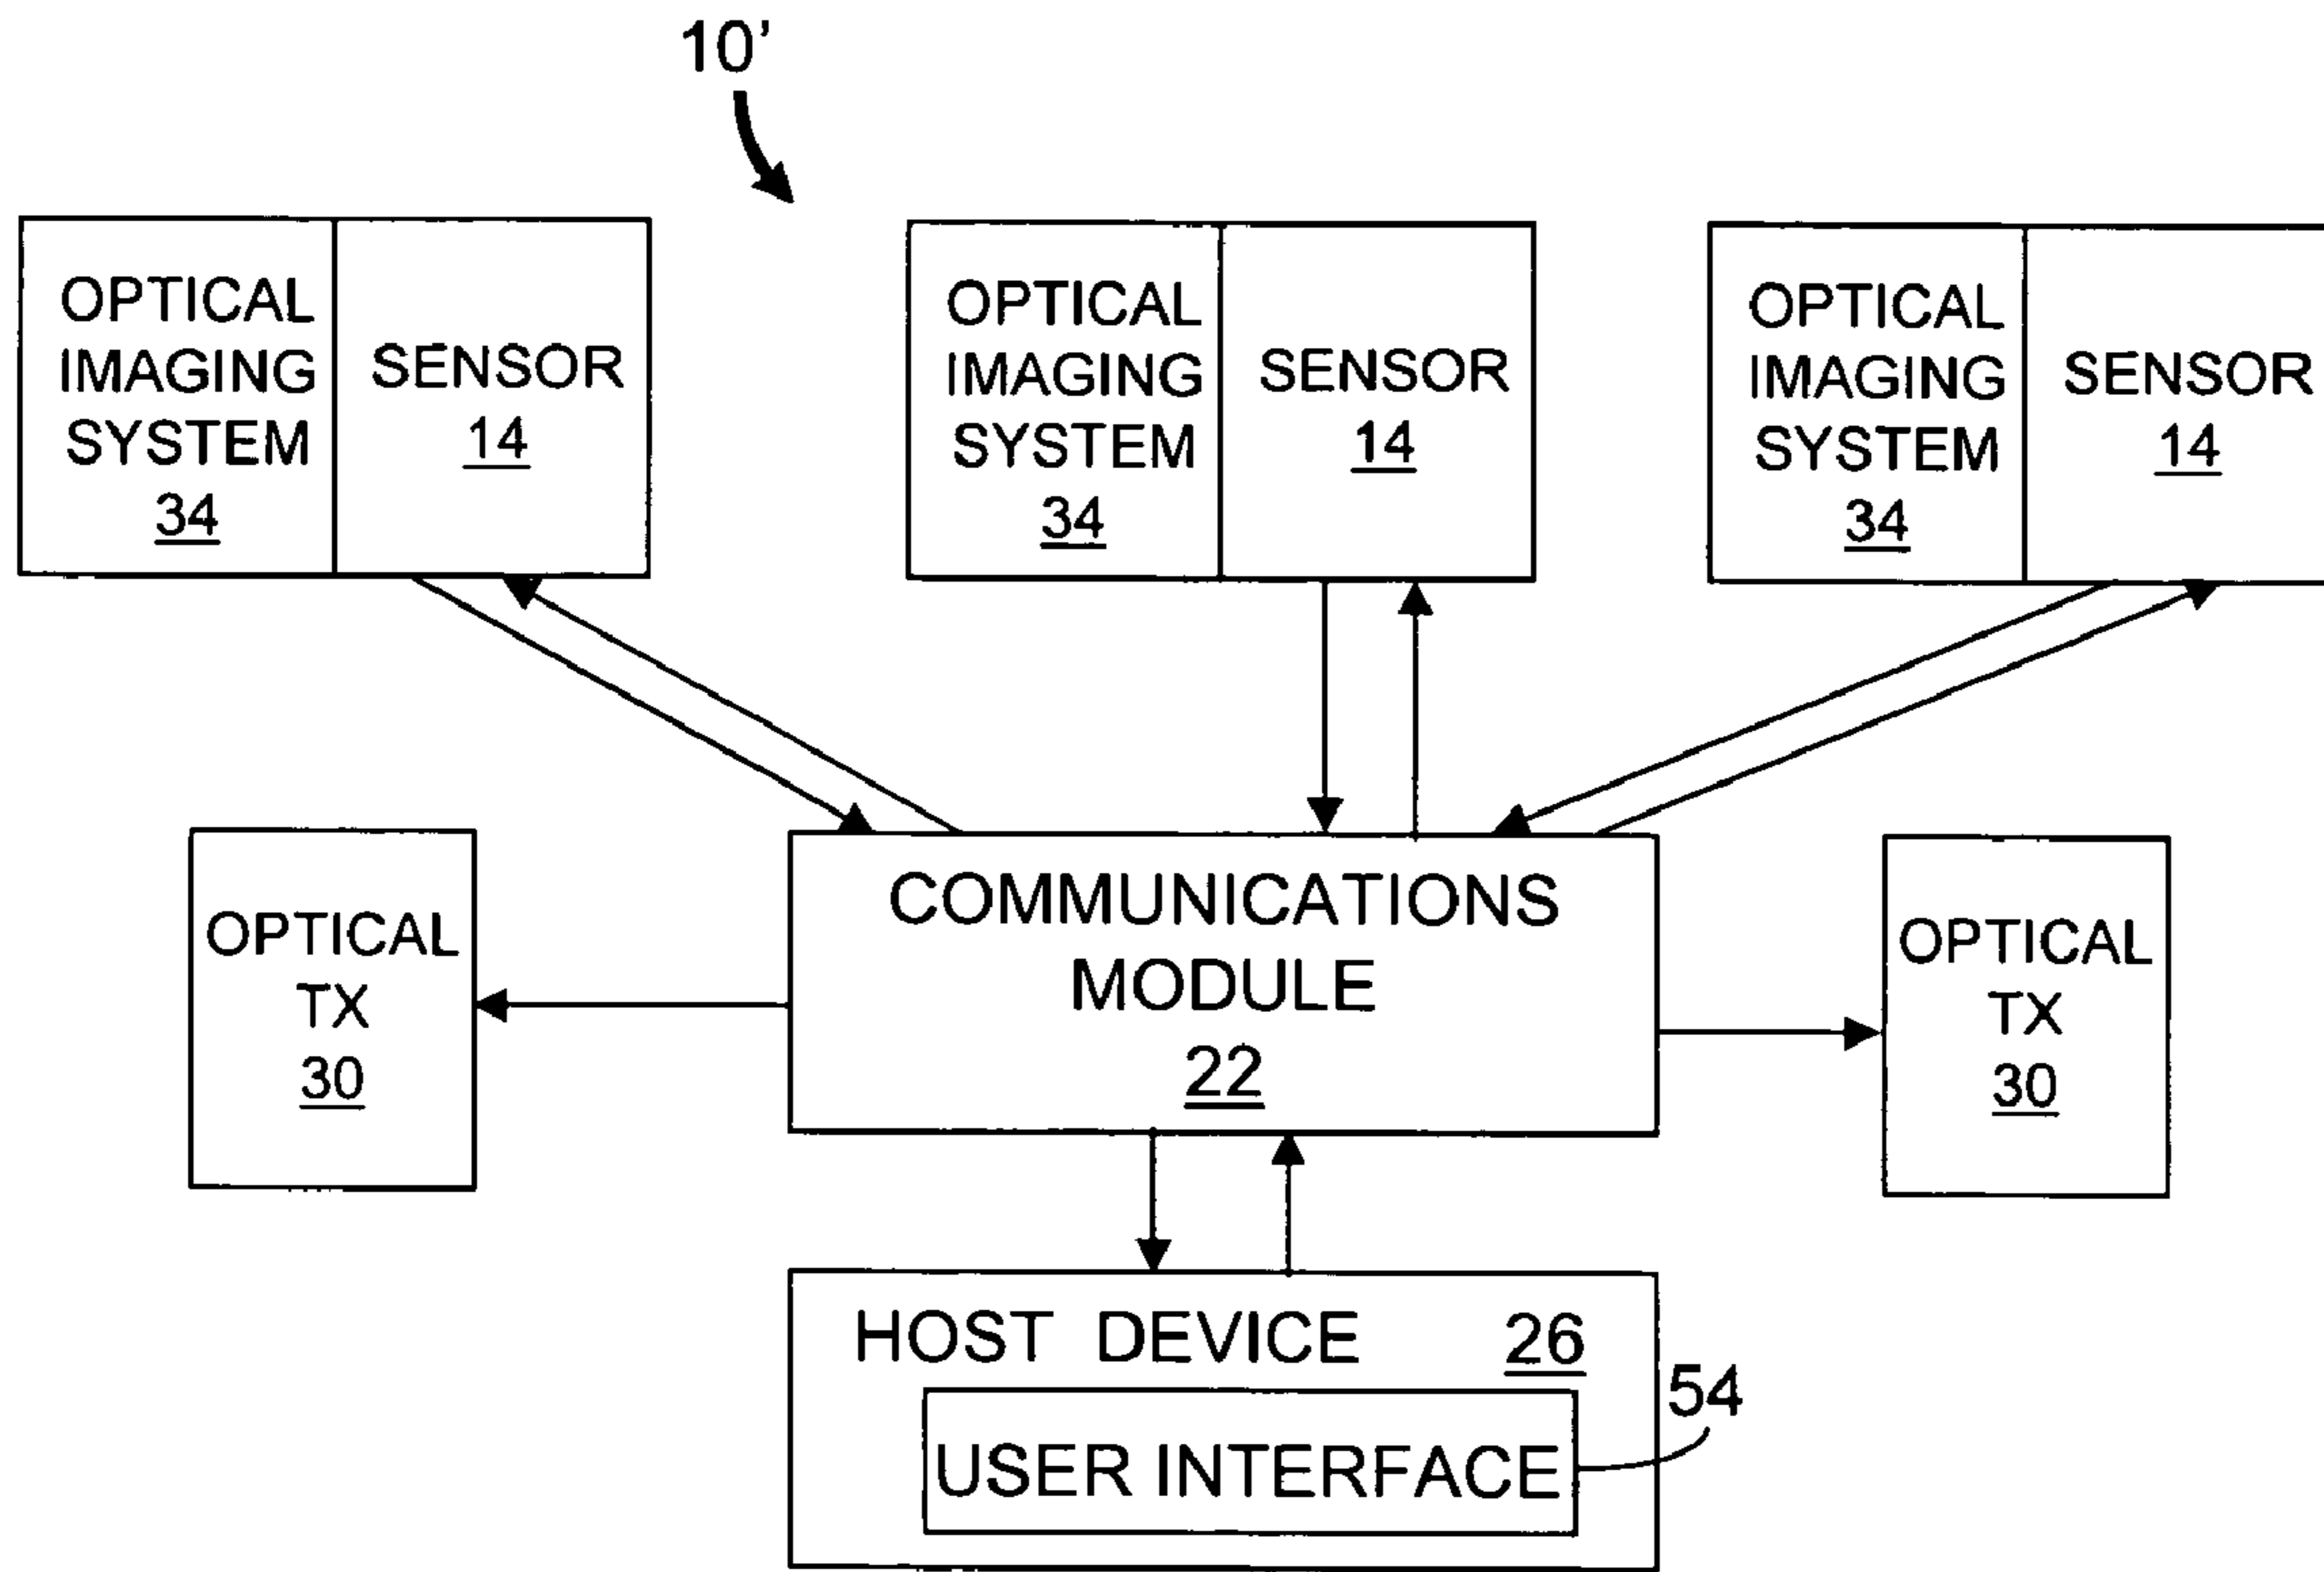 10'
OPTICAL
IMAGING
SYSTEM
34
SENSOR
14
OPTICAL
IMAGING
SYSTEM
34
SENSOR
14
OPTICAL
IMAGING
SYSTEM
34
SENSOR
14
OPTICAL
TX
30
COMMUNICATIONS
MODULE
22
OPTICAL
TX
30
HOST DEVICE 26
54
USER INTERFACE